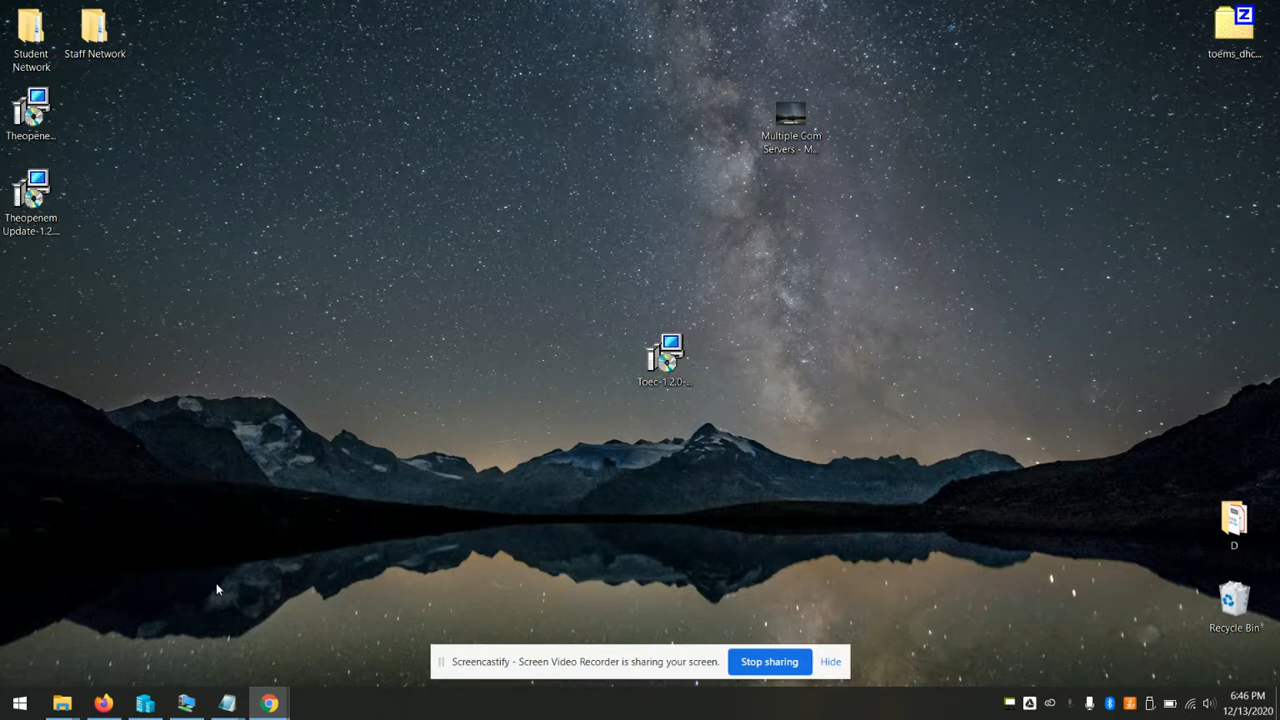 Student
Network
Staff Network
Theopene...
Theopenem
Update-1.2....
Z
toems_dhc...
Multiple Com
Servers - M...
Toec-1.2.0-...
D
Recycle Bin
Screencastify - Screen Video Recorder is sharing your screen.
Stop sharing
Hide
6:46 PM
12/13/2020